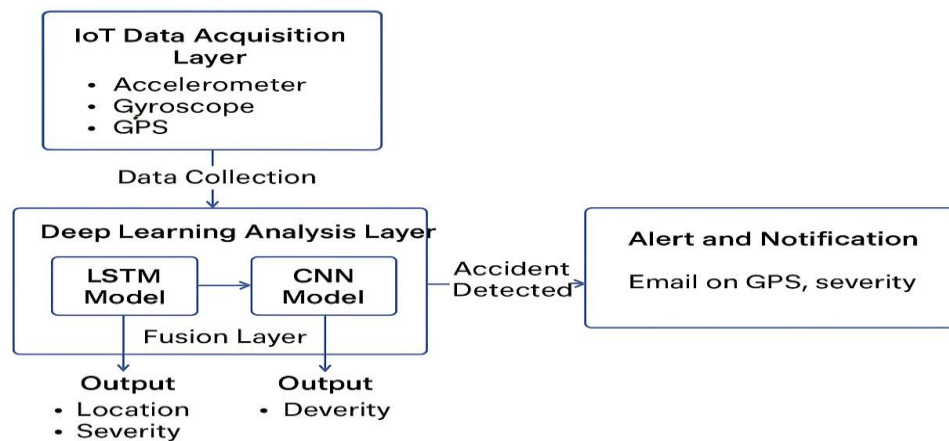 IoT Data Acquisition
Layer
• Accelerometer
• Gyroscope
• GPS
Data Collection
Deep Learning Analysis Layer
LSTM
Model
CNN
Model
Fusion Layer
Accident
Detected
Alert and Notification
Email on GPS, severity
Output
• Location
• Severity
Output
• Deverity